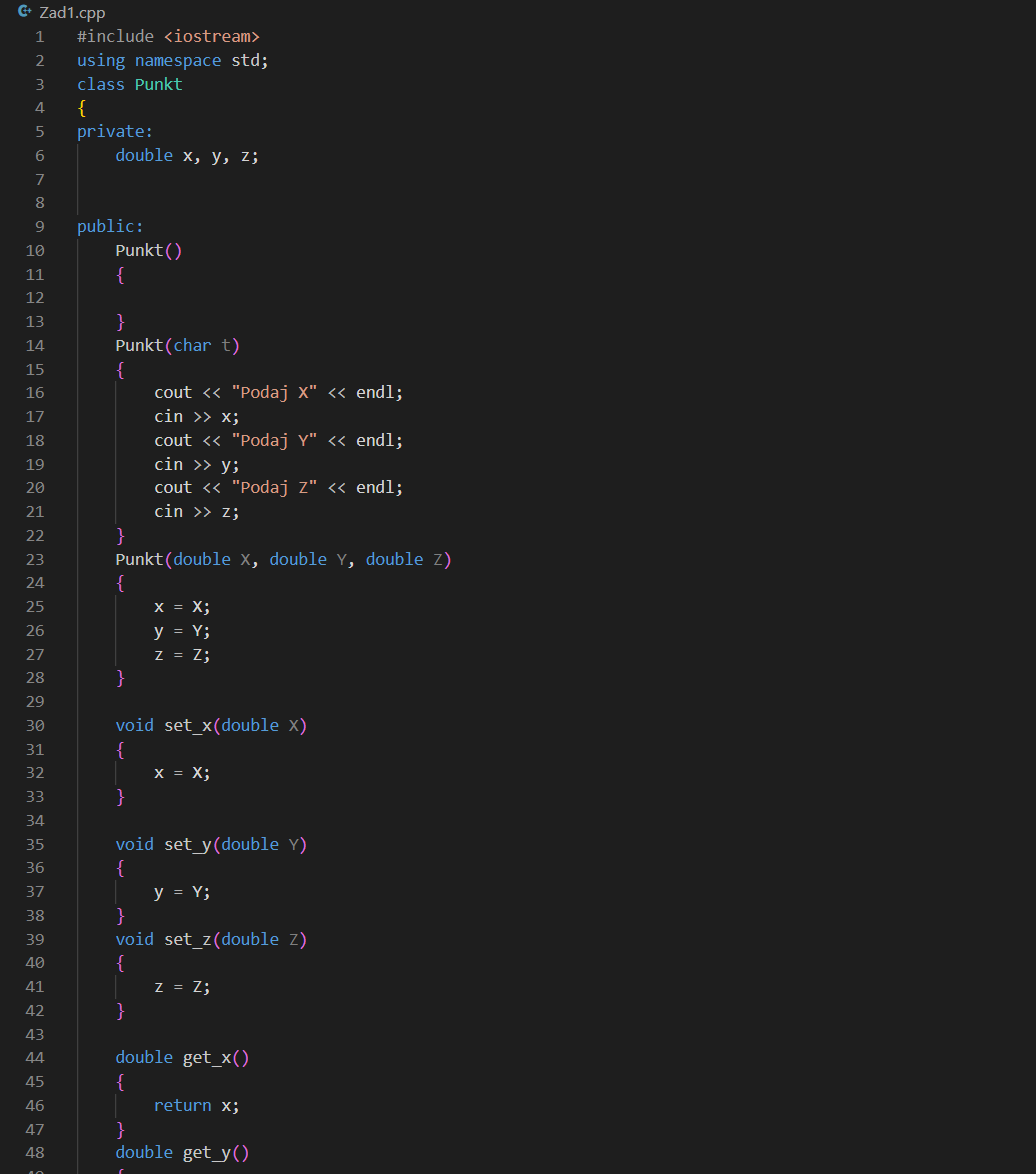 Zad1.cpp
1 #include <iostream>
2 using namespace std;
3 class Punkt
4 {
5 private:
6     double x, y, z;
7
8
9 public:
10     Punkt()
11     {
12
13     }
14     Punkt(char t)
15     {
16         cout << "Podaj X" << endl;
17         cin >> x;
18         cout << "Podaj Y" << endl;
19         cin >> y;
20         cout << "Podaj Z" << endl;
21         cin >> z;
22     }
23     Punkt(double X, double Y, double Z)
24     {
25         x = X;
26         y = Y;
27         z = Z;
28     }
29
30     void set_x(double X)
31     {
32         x = X;
33     }
34
35     void set_y(double Y)
36     {
37         y = Y;
38     }
39     void set_z(double Z)
40     {
41         z = Z;
42     }
43
44     double get_x()
45     {
46         return x;
47     }
48     double get_y()